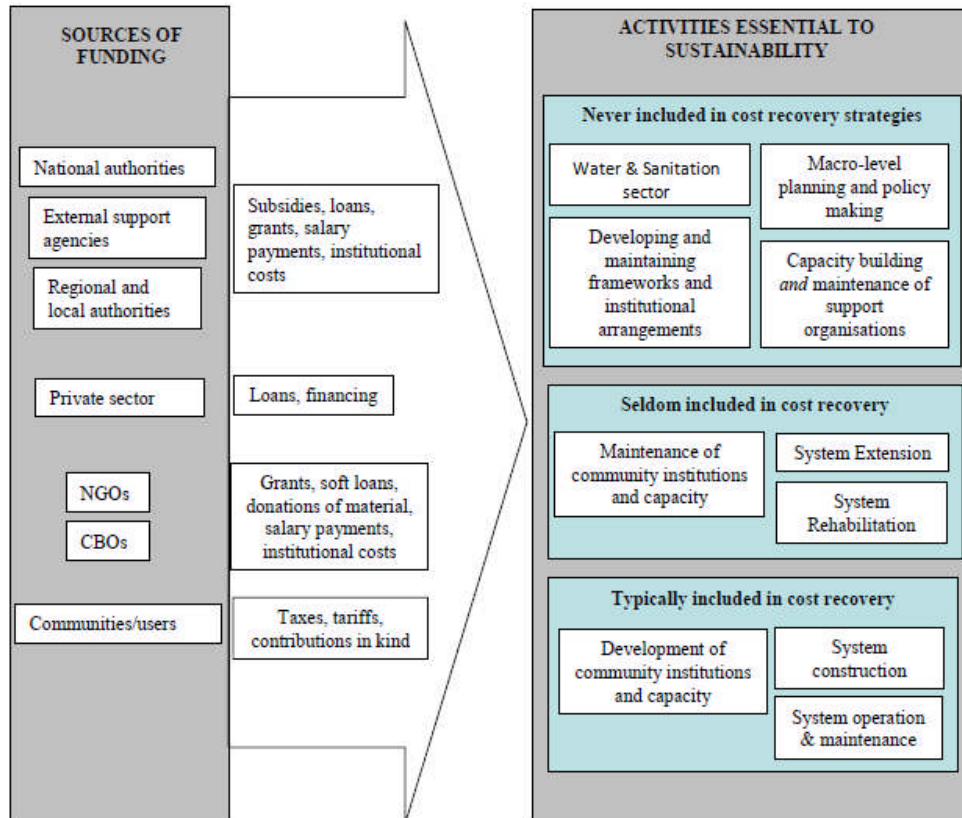 SOURCES OF
FUNDING
National authorities
External support
agencies
Regional and
local authorities
Private sector
NGOs
CBOs
Communities/users
Subsidies, loans,
grants, salary
payments, institutional
costs
Loans, financing
Grants, soft loans,
donations of material,
salary payments,
institutional costs
Taxes, tariffs,
contributions in kind
ACTIVITIES ESSENTIAL TO
SUSTAINABILITY
Never included in cost recovery strategies
Water & Sanitation
sector
Macro-level
planning and policy
making
Developing and
maintaining
frameworks and
institutional
arrangements
Capacity building
and maintenance of
support
organisations
Seldom included in cost recovery
Maintenance of
community institutions
and capacity
System Extension
System
Rehabilitation
Typically included in cost recovery
Development of
community institutions
and capacity
System
construction
System operation
& maintenance